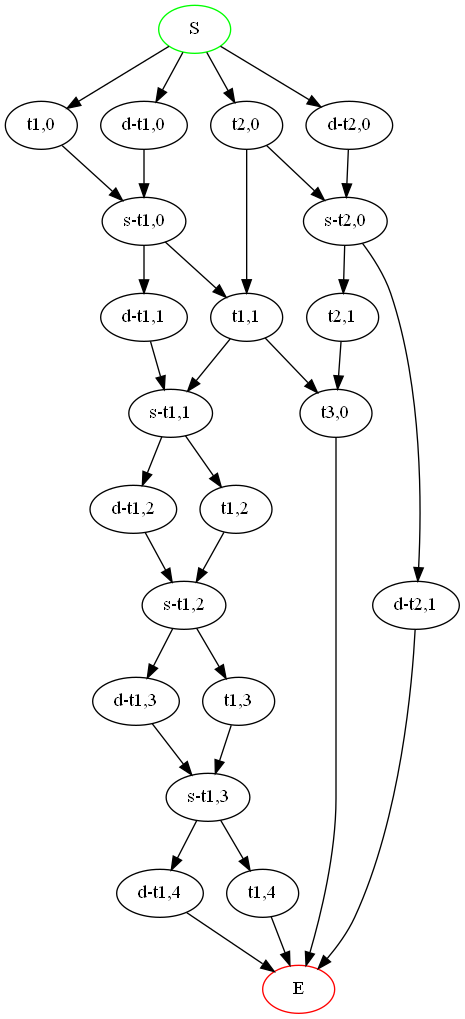 S
t1,0
d-t1,0
t2,0
d-t2,0
s-t1,0
s-t2,0
d-t1,1
t1,1
t2,1
s-t1,1
t3,0
d-t1,2
t1,2
s-t1,2
d-t2,1
d-t1,3
t1,3
s-t1,3
d-t1,4
t1,4
E